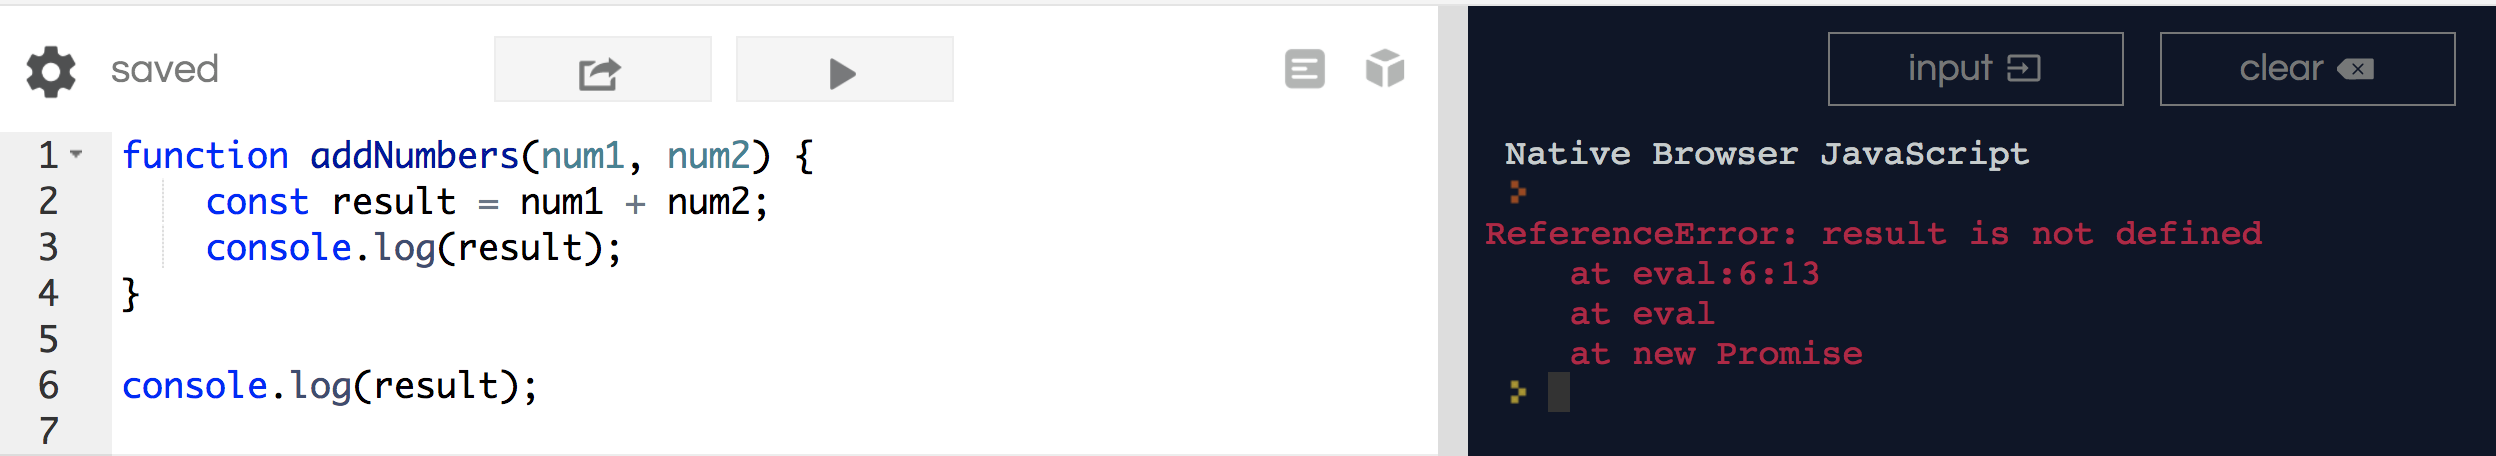 saved
1 function addNumbers(num1, num2) {
2     const result = num1 + num2;
3     console.log(result);
4 }
5
6 console.log(result);
7
input
clear
Native Browser JavaScript
ReferenceError: result is not defined
    at eval:6:13
    at eval
    at new Promise